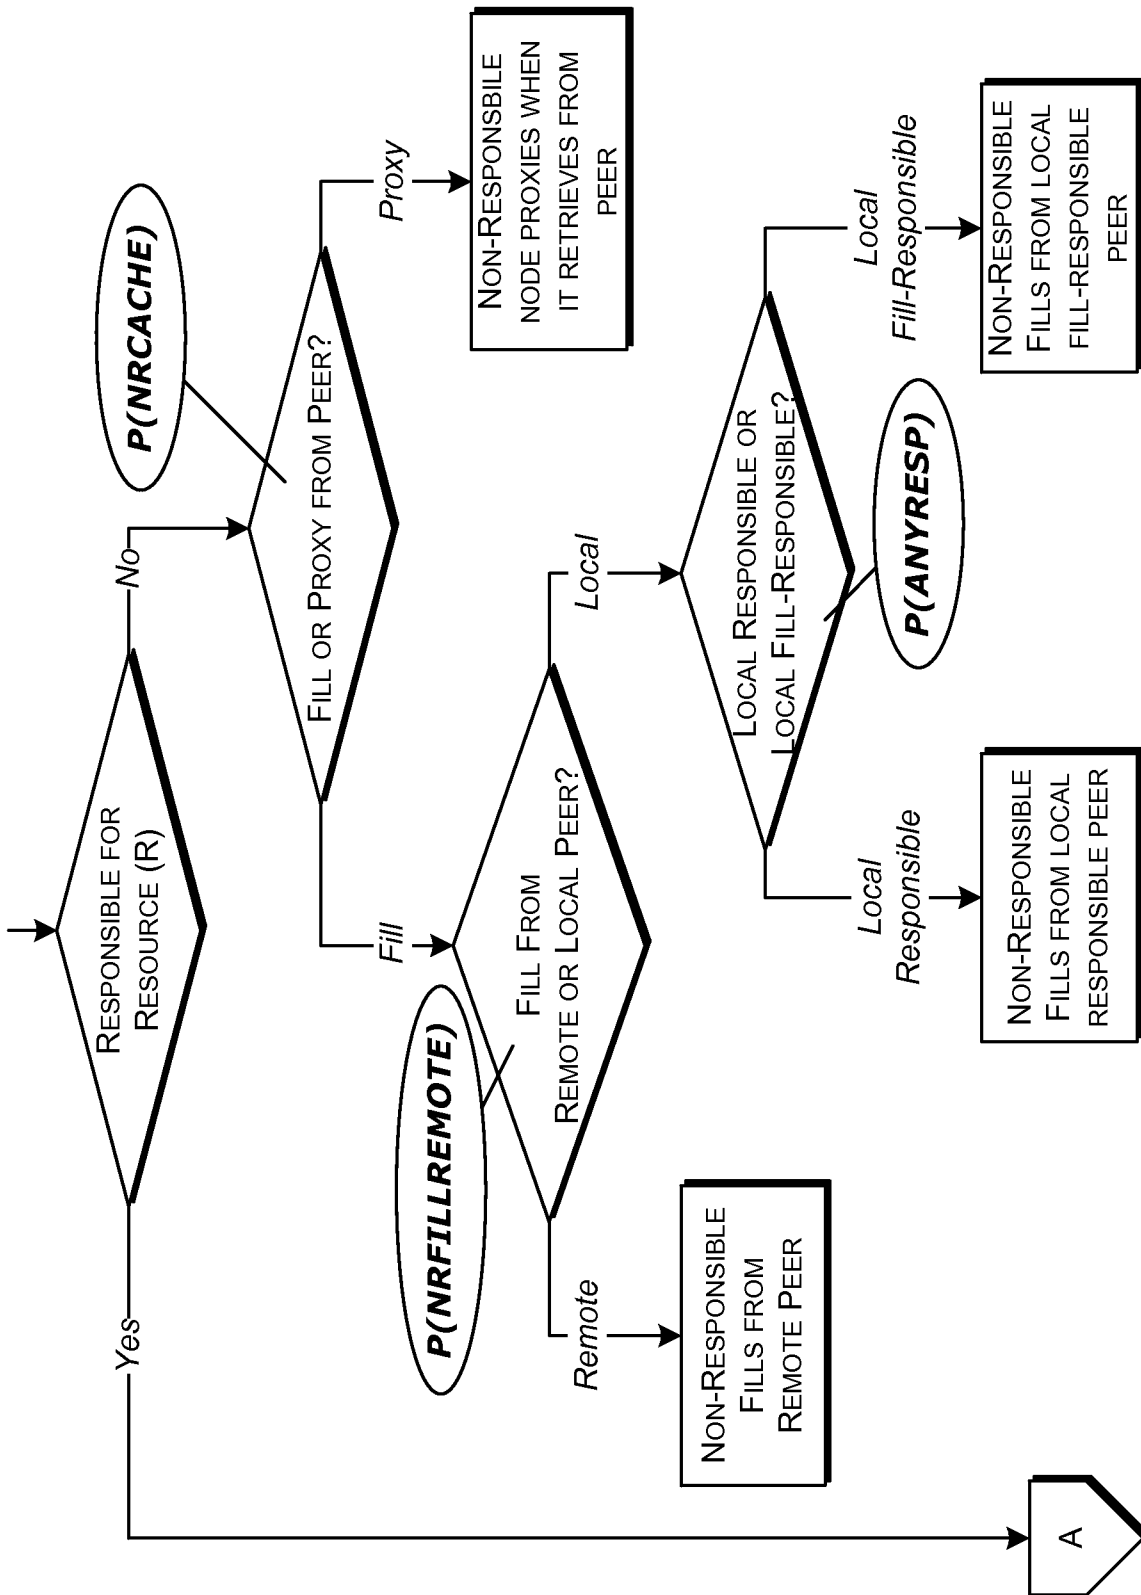 RESPONSIBLE FOR
RESOURCE (R)
Yes
No
P(NRCACHE)
FILL OR PROXY FROM PEER?
Fill
Proxy
NON-RESPONSBILE
NODE PROXIES WHEN
IT RETRIEVES FROM
PEER
P(NRFILLREMOTE)
FILL FROM
REMOTE OR LOCAL PEER?
Remote
Local
NON-RESPONSIBLE
FILLS FROM
REMOTE PEER
LOCAL RESPONSIBLE OR
LOCAL FILL-RESPONSIBLE?
P(ANYRESP)
Local
Responsible
Local
Fill-Responsible
NON-RESPONSIBLE
FILLS FROM LOCAL
RESPONSIBLE PEER
NON-RESPONSIBLE
FILLS FROM LOCAL
FILL-RESPONSIBLE
PEER
A